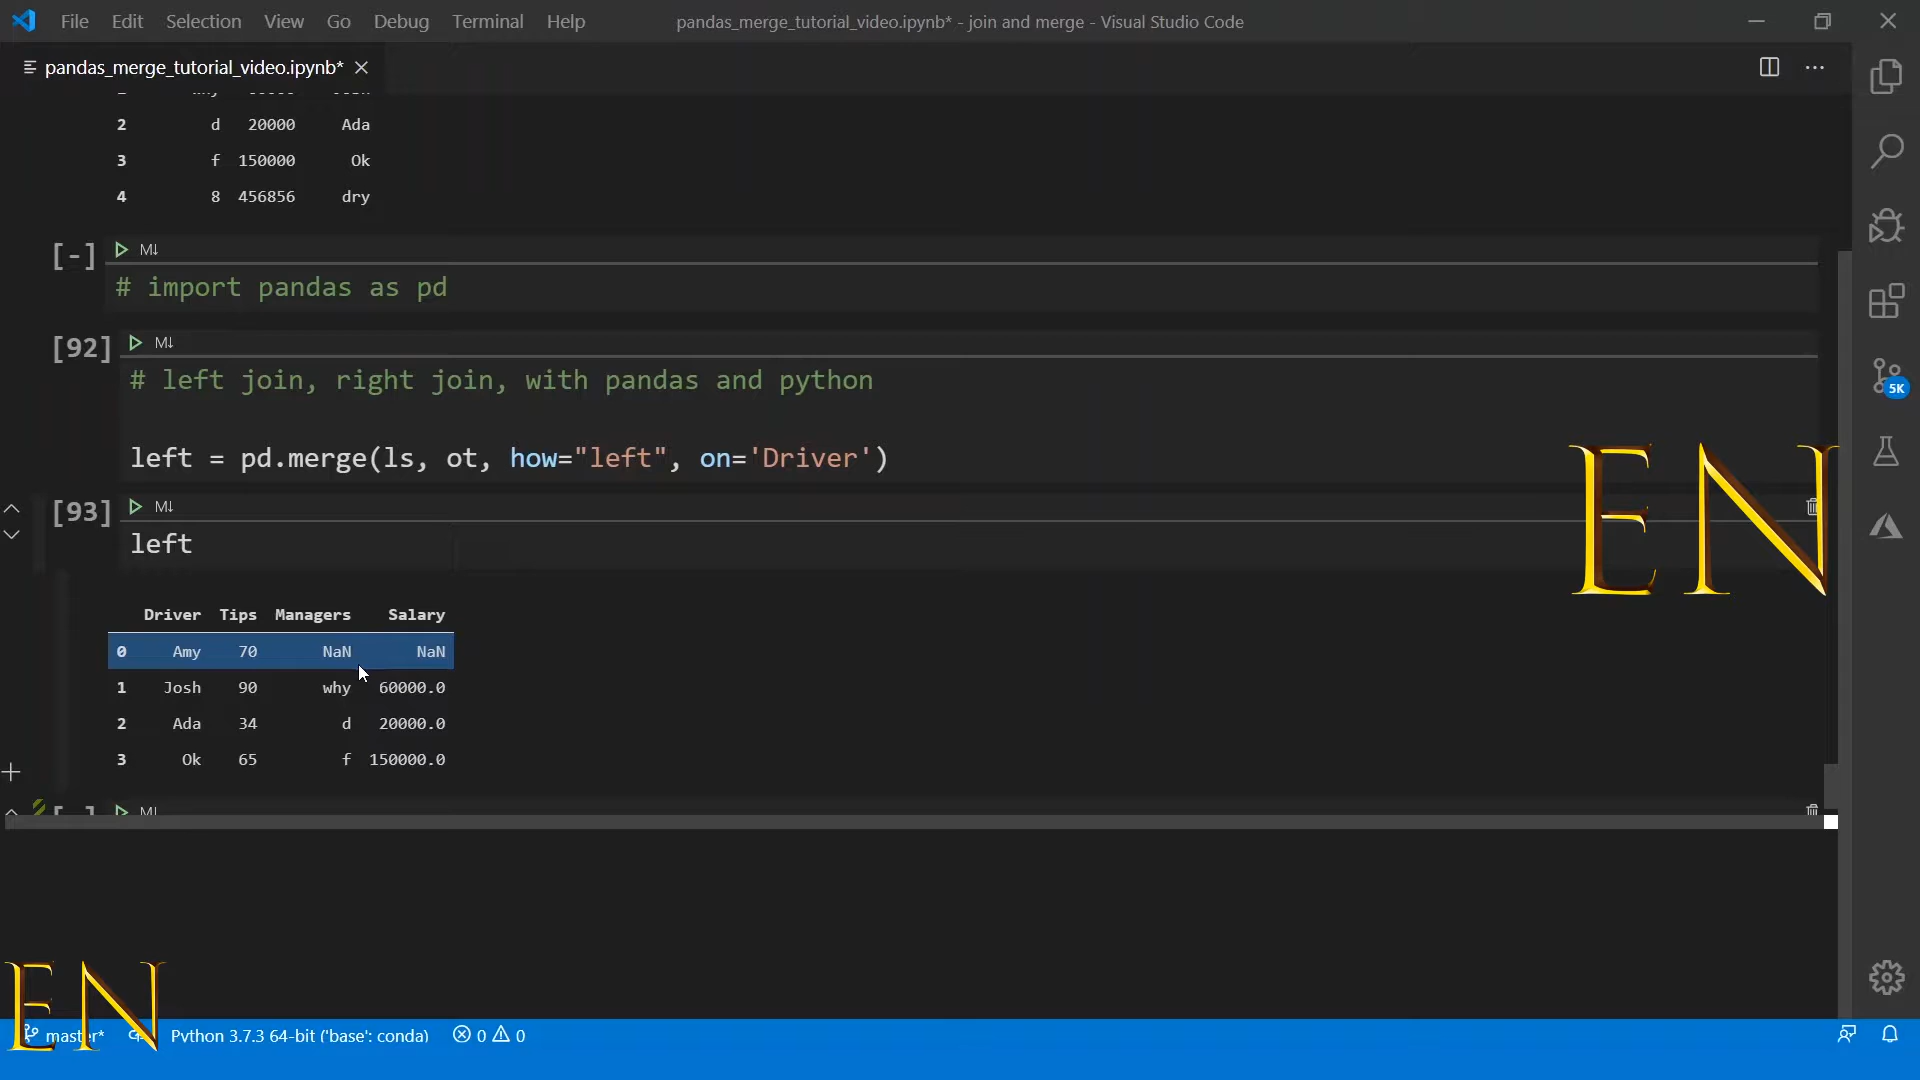 File Edit Selection View Go Debug Terminal Help pandas_merge_tutorial_video.ipynb* - join and merge - Visual Studio Code
pandas_merge_tutorial_video.ipynb*
2 d 20000 Ada
3 f 150000 Ok
4 8 456856 dry
[-] M↓
# import pandas as pd
[92] M↓
# left join, right join, with pandas and python
left = pd.merge(ls, ot, how="left", on='Driver')
[93] M↓
left
Driver Tips Managers Salary
0 Amy 70 NaN NaN
1 Josh 90 why 60000.0
2 Ada 34 d 20000.0
3 Ok 65 f 150000.0
M↓
5K
EN
EN
master* Python 3.7.3 64-bit ('base': conda) 0 0